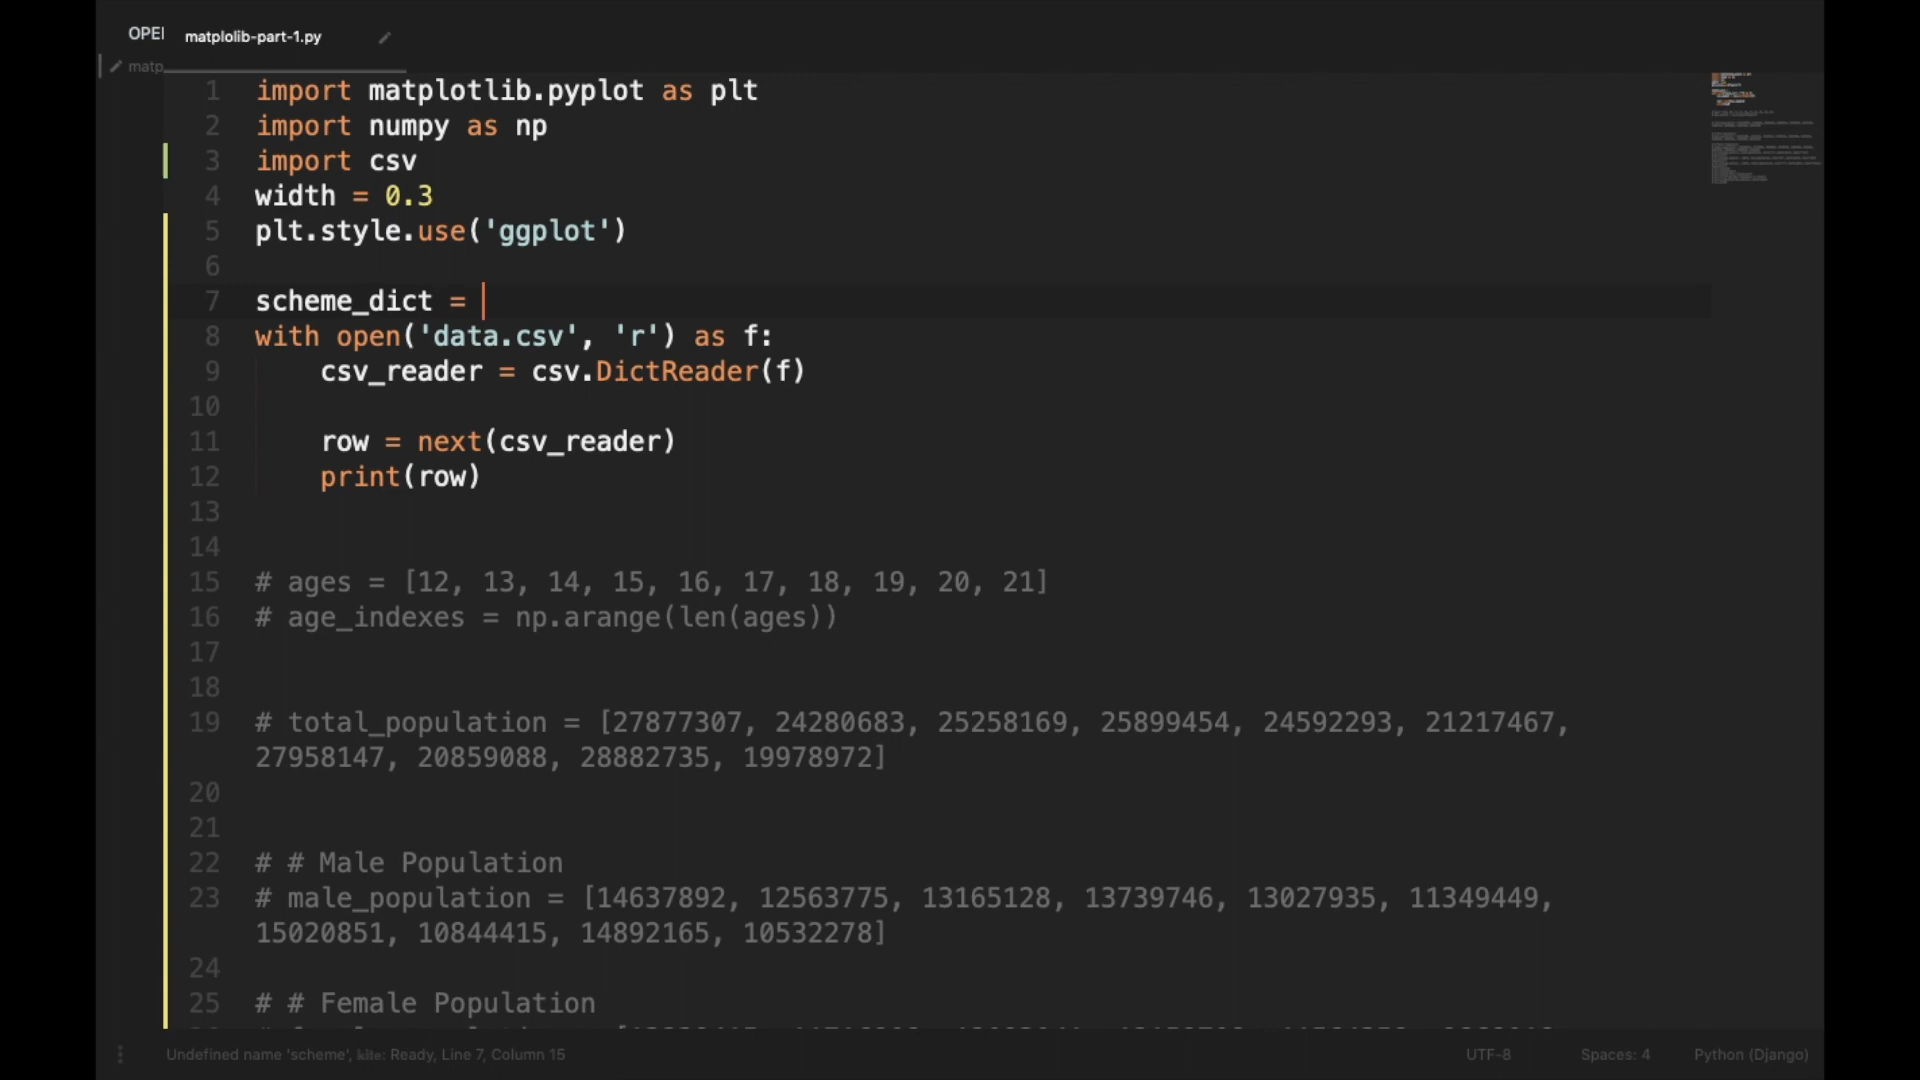 OPEI
matplolib-part-1.py
matp
1 import matplotlib.pyplot as plt
2 import numpy as np
3 import csv
4 width = 0.3
5 plt.style.use('ggplot')
6
7 scheme_dict =
8 with open('data.csv', 'r') as f:
9 csv_reader = csv.DictReader(f)
10
11 row = next(csv_reader)
12 print(row)
13
14
15 # ages = [12, 13, 14, 15, 16, 17, 18, 19, 20, 21]
16 # age_indexes = np.arange(len(ages))
17
18
19 # total_population = [27877307, 24280683, 25258169, 25899454, 24592293, 21217467,
27958147, 20859088, 28882735, 19978972]
20
21
22 # # Male Population
23 # male_population = [14637892, 12563775, 13165128, 13739746, 13027935, 11349449,
15020851, 10844415, 14892165, 10532278]
24
25 # # Female Population
Undefined name 'scheme', kite: Ready, Line 7, Column 15
UTF-8
Spaces: 4
Python (Django)